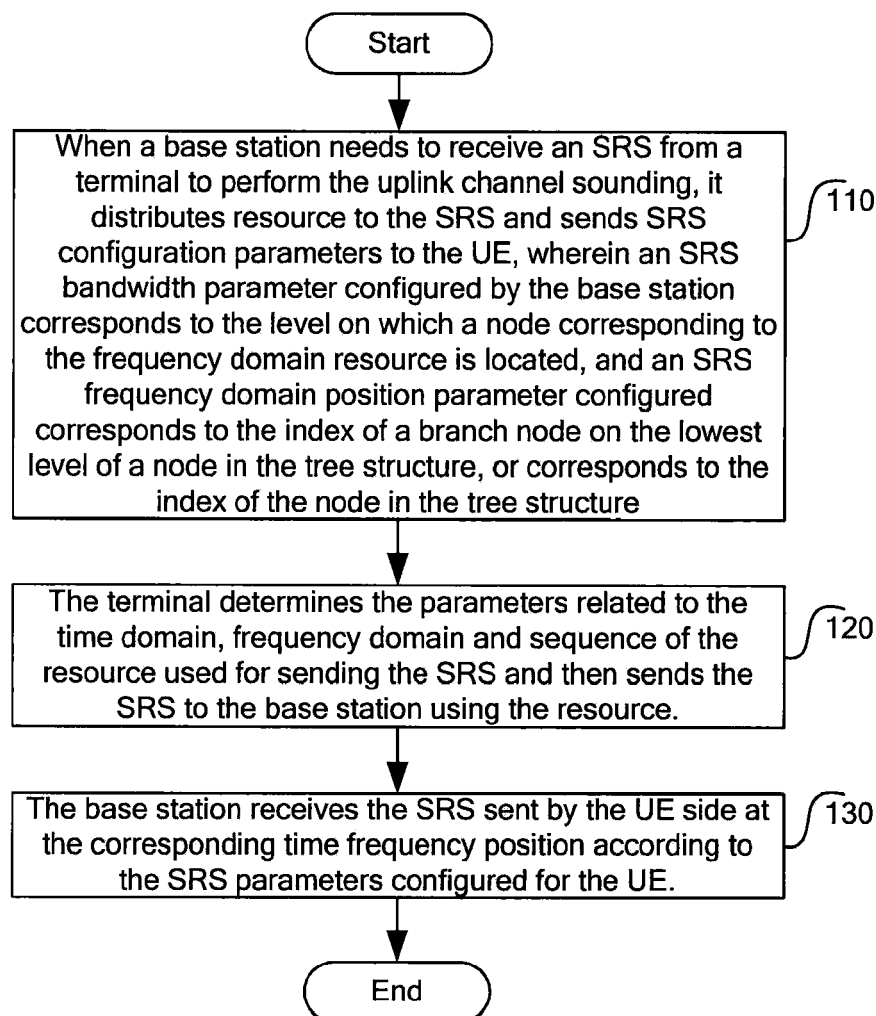 Start
When a base station needs to receive an SRS from a
terminal to perform the uplink channel sounding, it
distributes resource to the SRS and sends SRS
configuration parameters to the UE, wherein an SRS
bandwidth parameter configured by the base station
corresponds to the level on which a node corresponding to
the frequency domain resource is located, and an SRS
frequency domain position parameter configured
corresponds to the index of a branch node on the lowest
level of a node in the tree structure, or corresponds to the
index of the node in the tree structure
110
The terminal determines the parameters related to the
time domain, frequency domain and sequence of the
resource used for sending the SRS and then sends the
SRS to the base station using the resource.
120
The base station receives the SRS sent by the UE side at
the corresponding time frequency position according to
the SRS parameters configured for the UE.
130
End